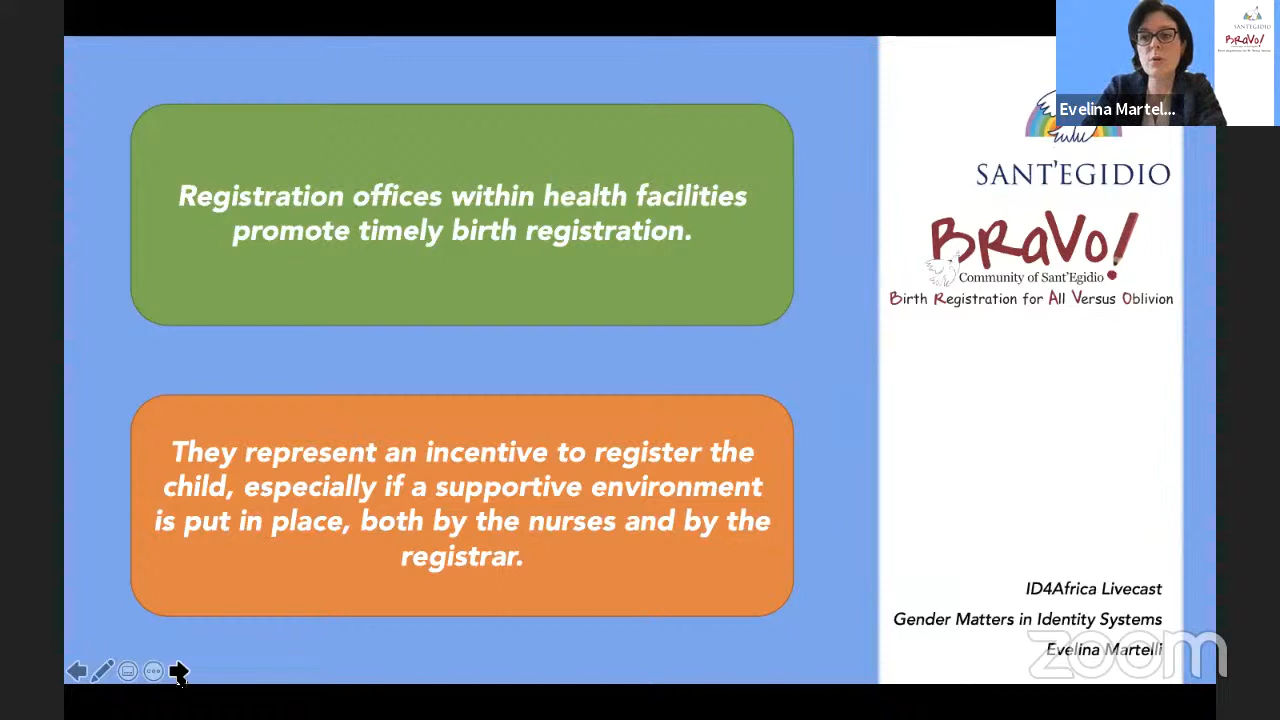 Registration offices within health facilities
promote timely birth registration.
They represent an incentive to register the
child, especially if a supportive environment
is put in place, both by the nurses and by the
registrar.
Evelina Martel...
SANT'EGIDIO
BRaVo!
Community of Sant'Egidio
Birth Registration for All Versus Oblivion
ID4Africa Livecast
Gender Matters in Identity Systems
Evelina Martelli
zoom